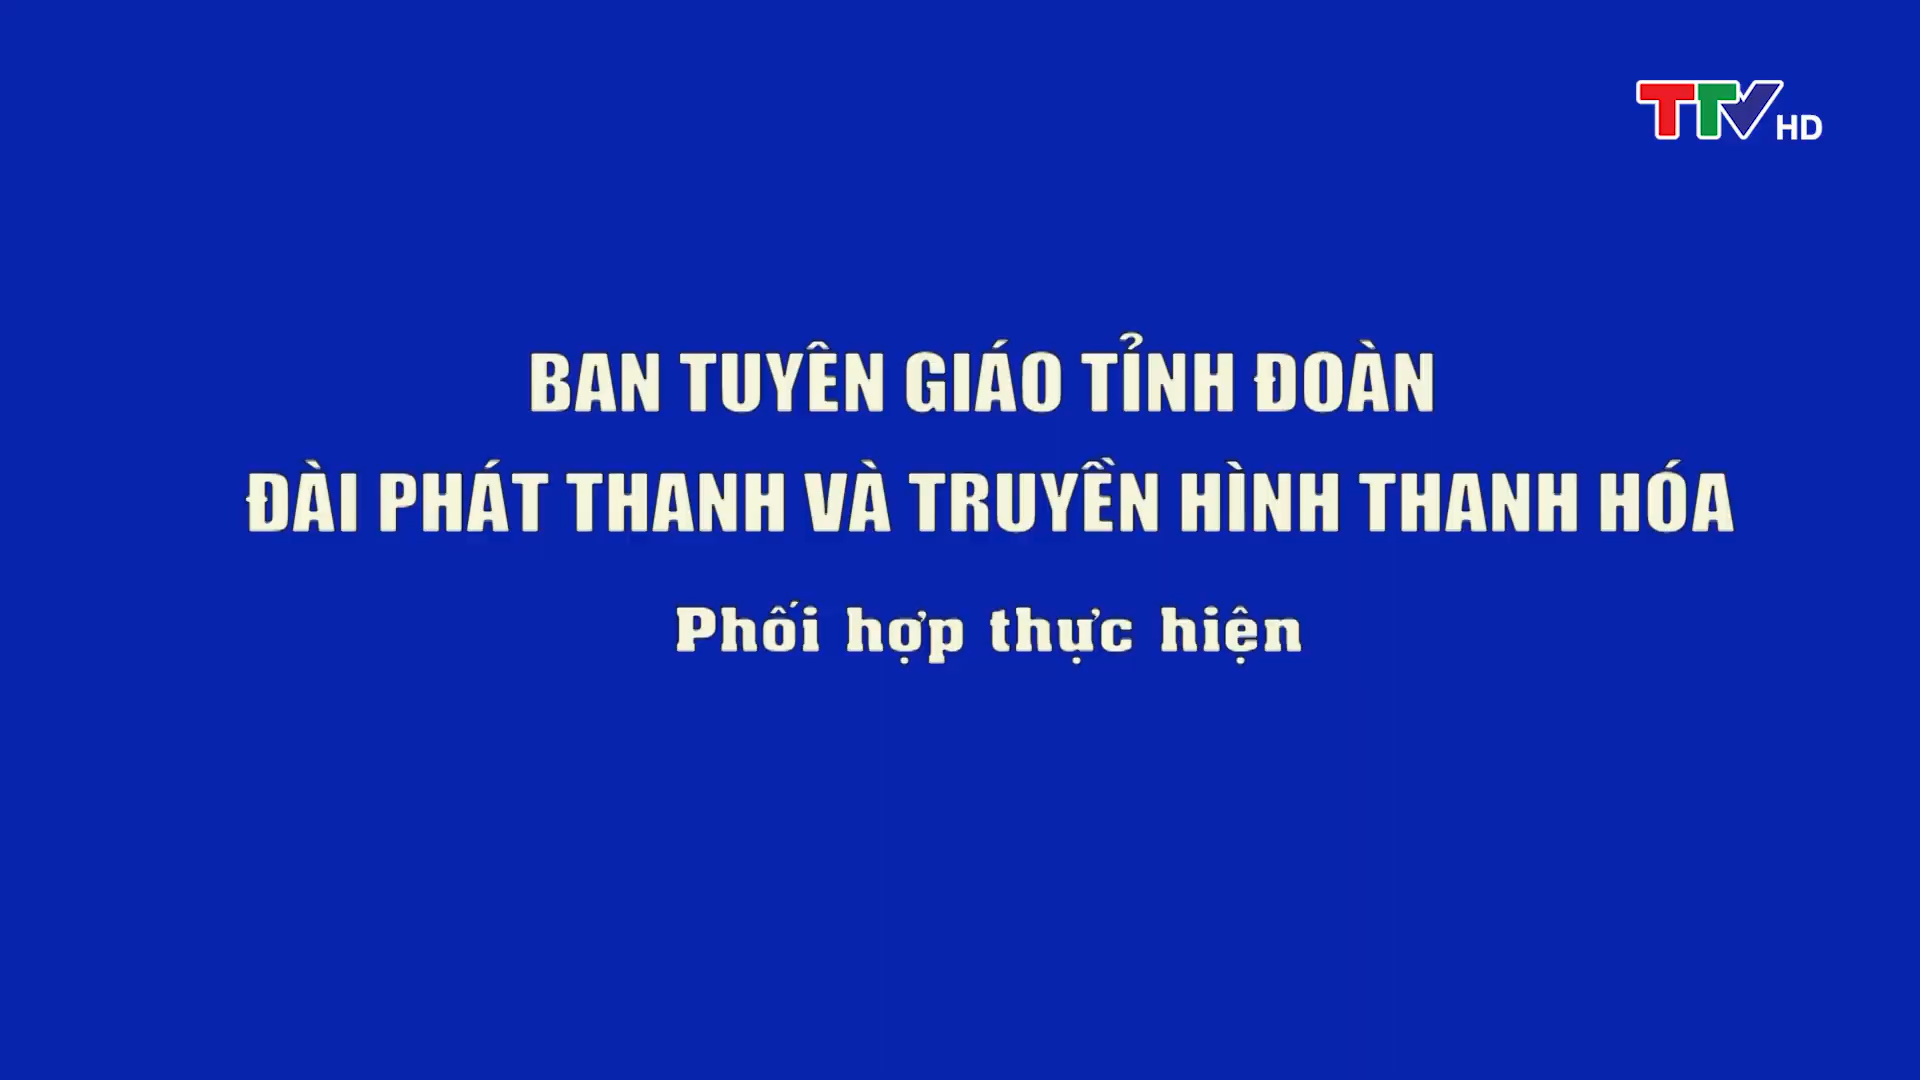 TTV HD
BAN TUYÊN GIÁO TỈNH ĐOÀN
ĐÀI PHÁT THANH VÀ TRUYỀN HÌNH THANH HÓA
Phối hợp thực hiện